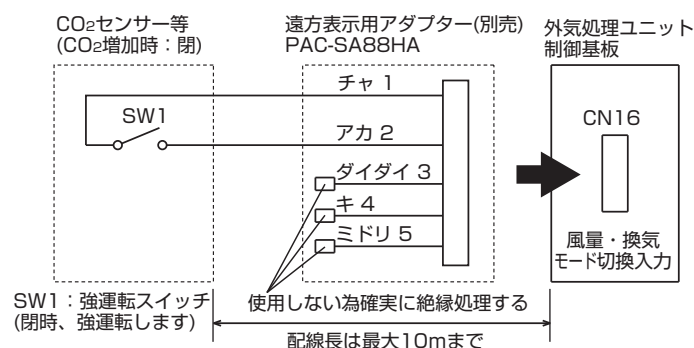 CO2センサー等
(CO2増加時：閉)
遠方表示用アダプター(別売)
PAC-SA88HA
外気処理ユニット
制御基板
チャ 1
SW1
アカ 2
ダイダイ 3
キ 4
ミドリ 5
CN16
風量・換気
モード切換入力
SW1：強運転スイッチ
(閉時、強運転します)
使用しない為確実に絶縁処理する
配線長は最大10mまで